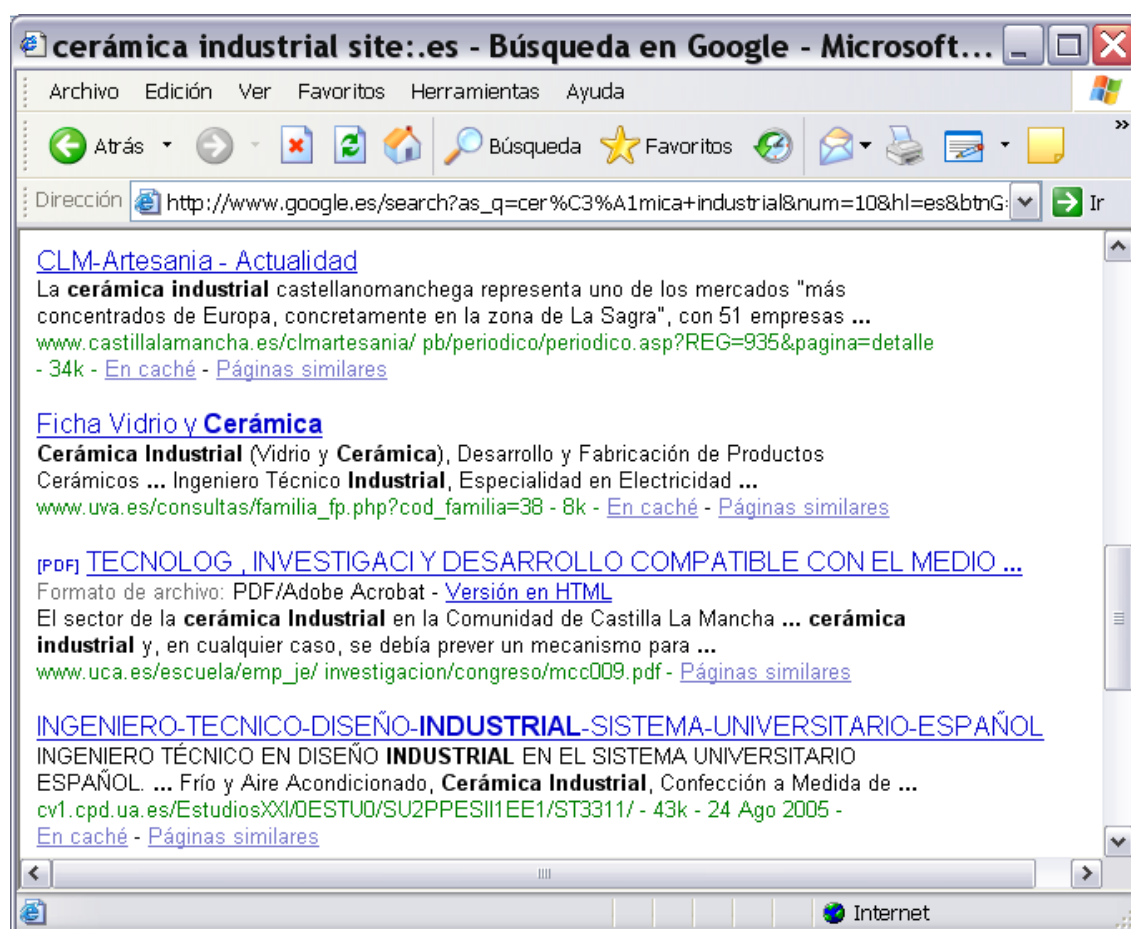 cerámica industrial site:.es - Búsqueda en Google - Microsoft...
Archivo Edición Ver Favoritos Herramientas Ayuda
Atrás Búsqueda Favoritos »
Dirección http://www.google.es/search?as_q=cer%C3%A1mica+industrial&num=10&hl=es&btnG= Ir
CLM-Artesania - Actualidad
La cerámica industrial castellanomanchega representa uno de los mercados "más
concentrados de Europa, concretamente en la zona de La Sagra", con 51 empresas ...
www.castillalamancha.es/clmartesania/ pb/periodico/periodico.asp?REG=935&pagina=detalle
- 34k - En caché - Páginas similares
Ficha Vidrio y Cerámica
Cerámica Industrial (Vidrio y Cerámica), Desarrollo y Fabricación de Productos
Cerámicos ... Ingeniero Técnico Industrial, Especialidad en Electricidad ...
www.uva.es/consultas/familia_fp.php?cod_familia=38 - 8k - En caché - Páginas similares
[PDF] TECNOLOG , INVESTIGACI Y DESARROLLO COMPATIBLE CON EL MEDIO ...
Formato de archivo: PDF/Adobe Acrobat - Versión en HTML
El sector de la cerámica Industrial en la Comunidad de Castilla La Mancha ... cerámica
industrial y, en cualquier caso, se debía prever un mecanismo para ...
www.uca.es/escuela/emp_je/ investigacion/congreso/mcc009.pdf - Páginas similares
INGENIERO-TECNICO-DISEÑO-INDUSTRIAL-SISTEMA-UNIVERSITARIO-ESPAÑOL
INGENIERO TÉCNICO EN DISEÑO INDUSTRIAL EN EL SISTEMA UNIVERSITARIO
ESPAÑOL. ... Frío y Aire Acondicionado, Cerámica Industrial, Confección a Medida de ...
cv1.cpd.ua.es/EstudiosXXI/0ESTU0/SU2PPESII1EE1/ST3311/ - 43k - 24 Ago 2005 -
En caché - Páginas similares
Internet